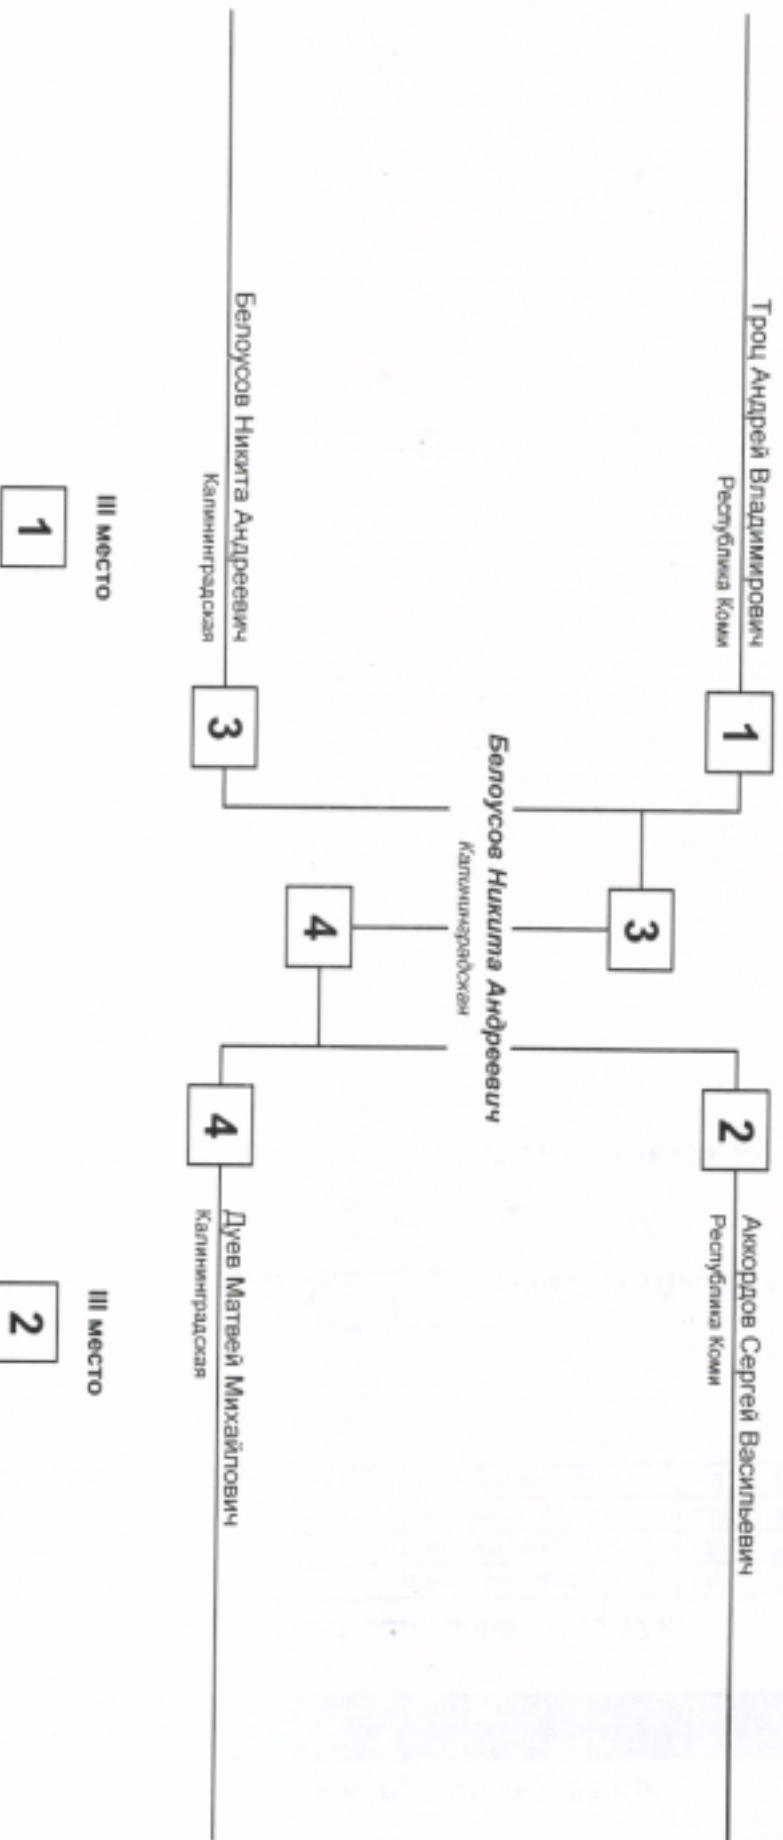 Троц Андрей Владимирович
Республика Коми
1
2
Аккордов Сергей Васильевич
Республика Коми
3
Белоусов Никита Андреевич
Калининградская
4
Белоусов Никита Андреевич
Калининградская
3
4
Дуев Матвей Михайлович
Калининградская
III место
III место
1
2